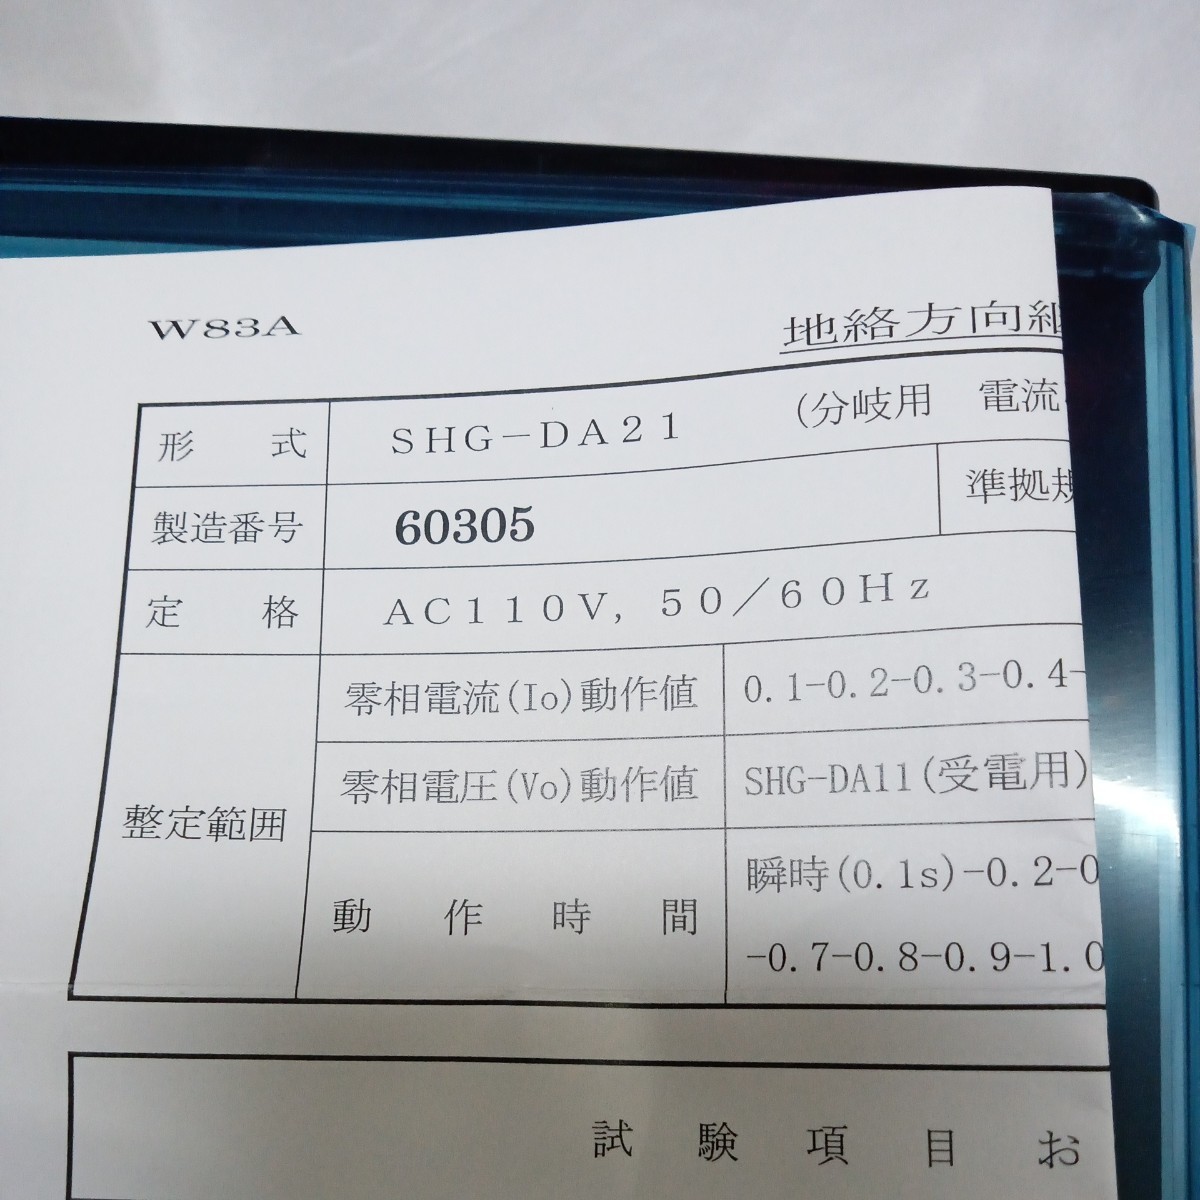 W83A
地絡方向継
形式 SHG-DA21 (分岐用 電流
製造番号 60305 準拠規
定格 AC110V, 50/60Hz
整定範囲
零相電流(Io)動作値 0.1-0.2-0.3-0.4-
零相電圧(Vo)動作値 SHG-DA11(受電用)
動作時間 瞬時(0.1s)-0.2-0
-0.7-0.8-0.9-1.0
試験項目お